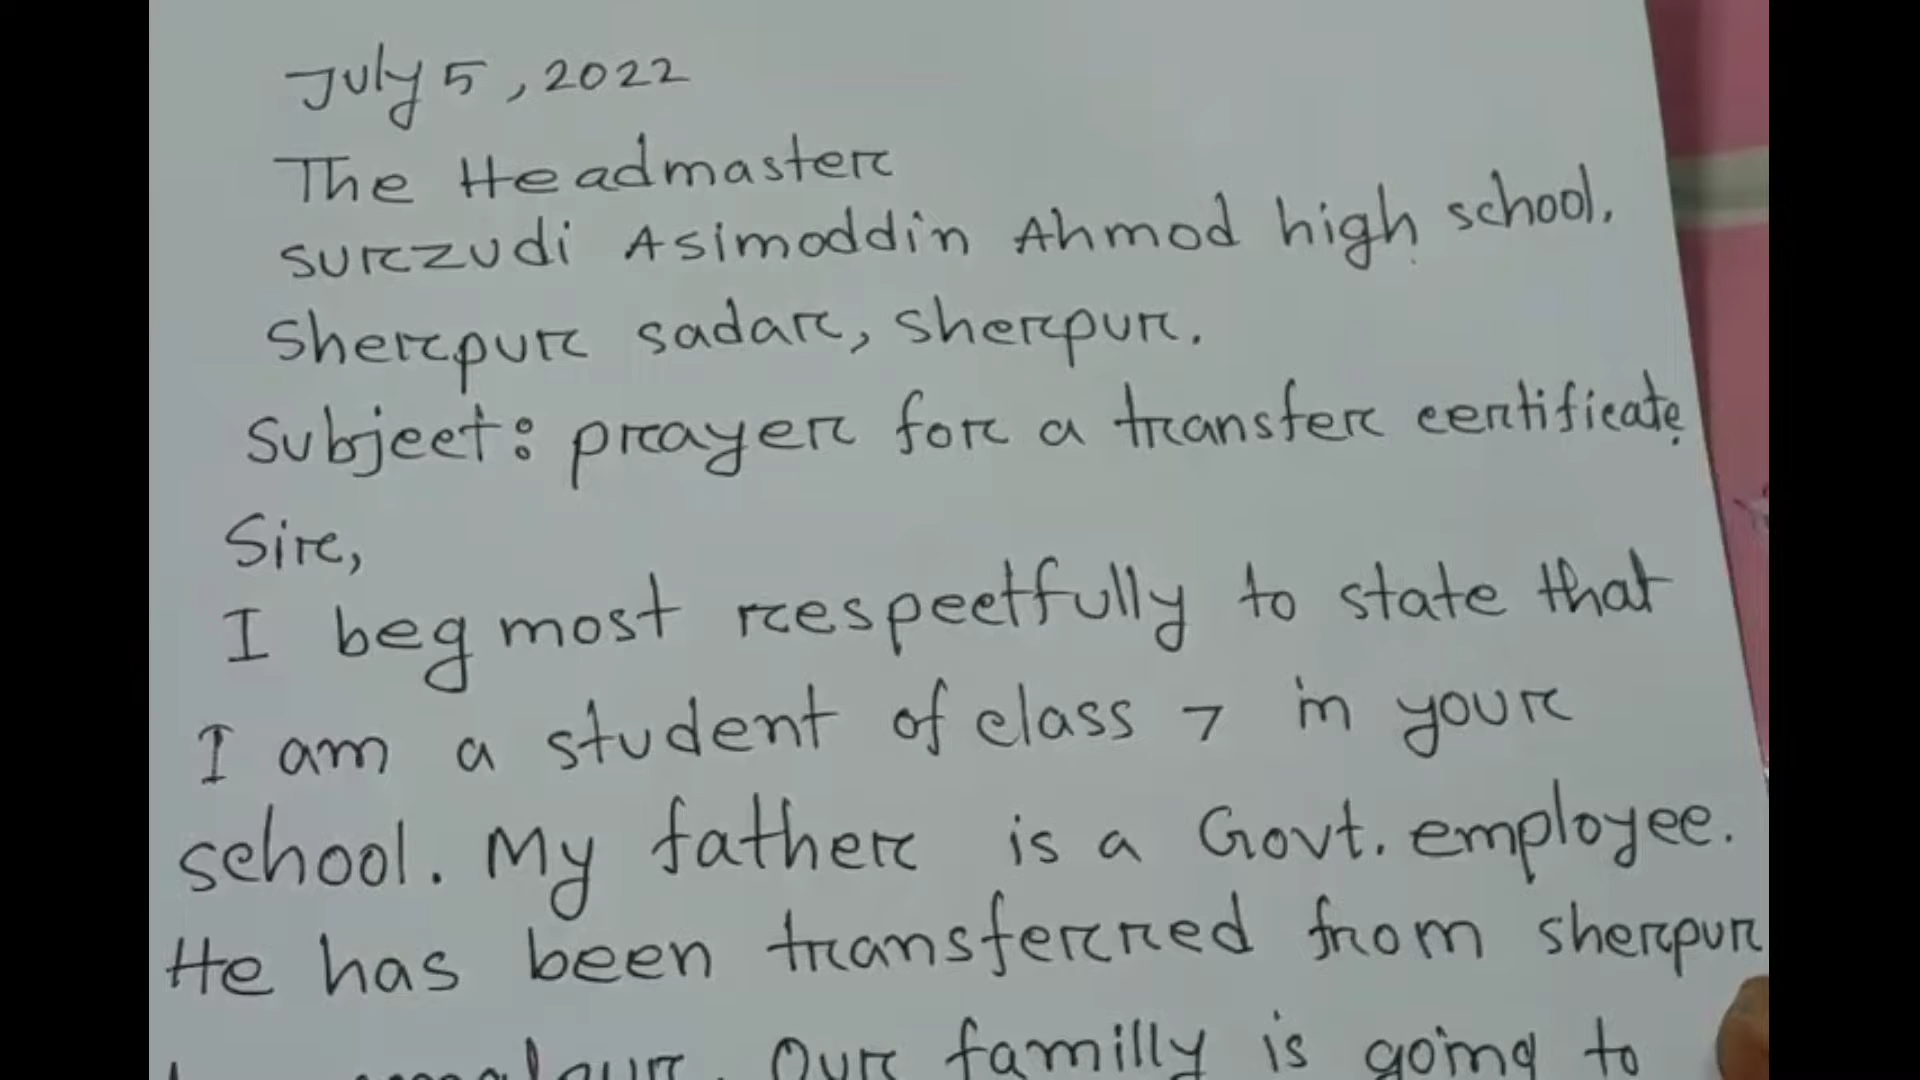 July 5, 2022
The Headmaster
surzudi Asimoddin Ahmod high school.
Sherpur sadar, sherpur.
Subject: prayer for a transfer certificate.
Sir,
I beg most respectfully to state that
I am a student of class 7 in your
school. My father is a Govt. employee.
He has been transferred from sherpur
Our familly is going to